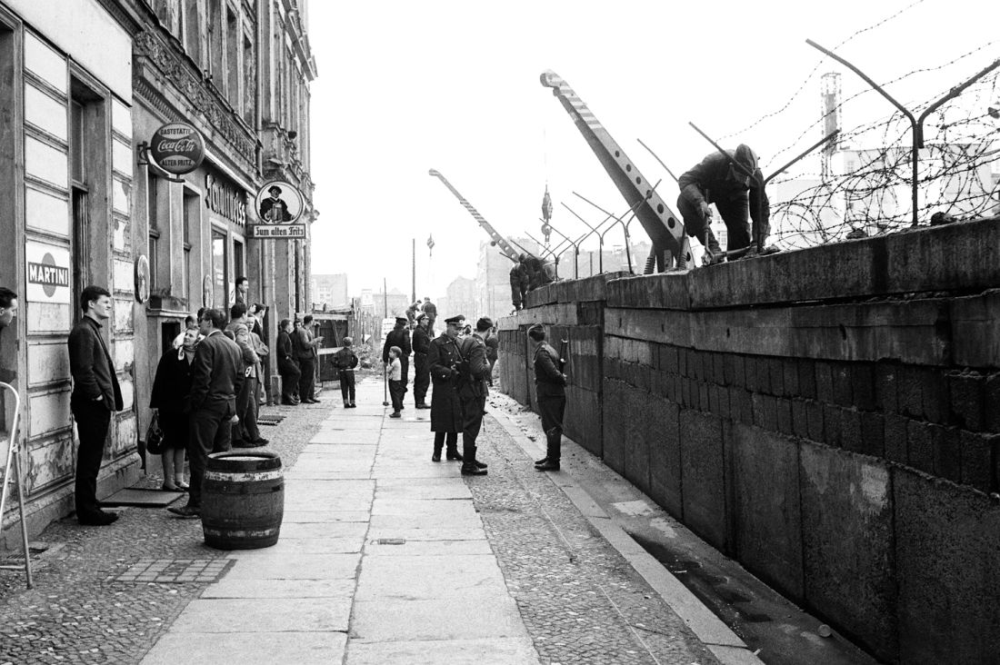 GASTSTÄTTE
Coca-Cola
ALTER FRITZ
Zum alten Fritz
MARTINI